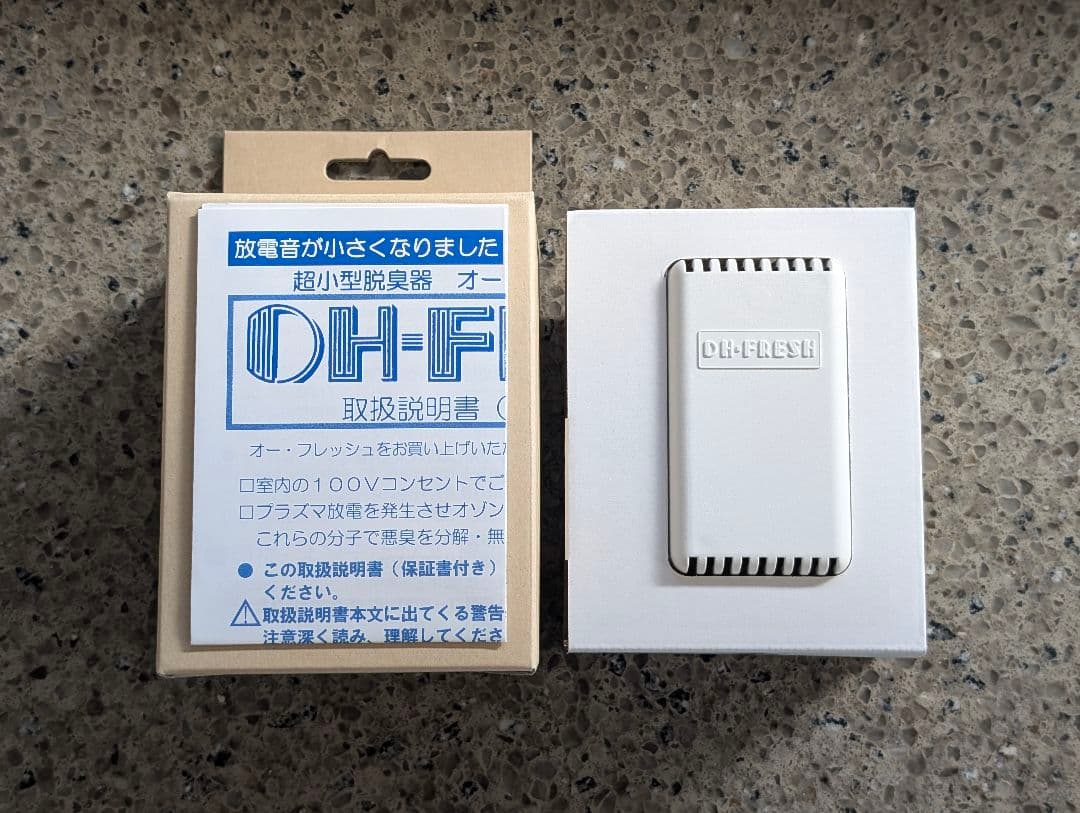 放電音が小さくなりました
超小型脱臭器 オー
OH-F
取扱説明書（
オー・フレッシュをお買い上げいた
□室内の１００Vコンセントでご
□プラズマ放電を発生させオゾン
これらの分子で悪臭を分解・無
● この取扱説明書（保証書付き）
ください。
⚠取扱説明書本文に出てくる警告
注意深く読み、理解してくださ
OH-FRESH